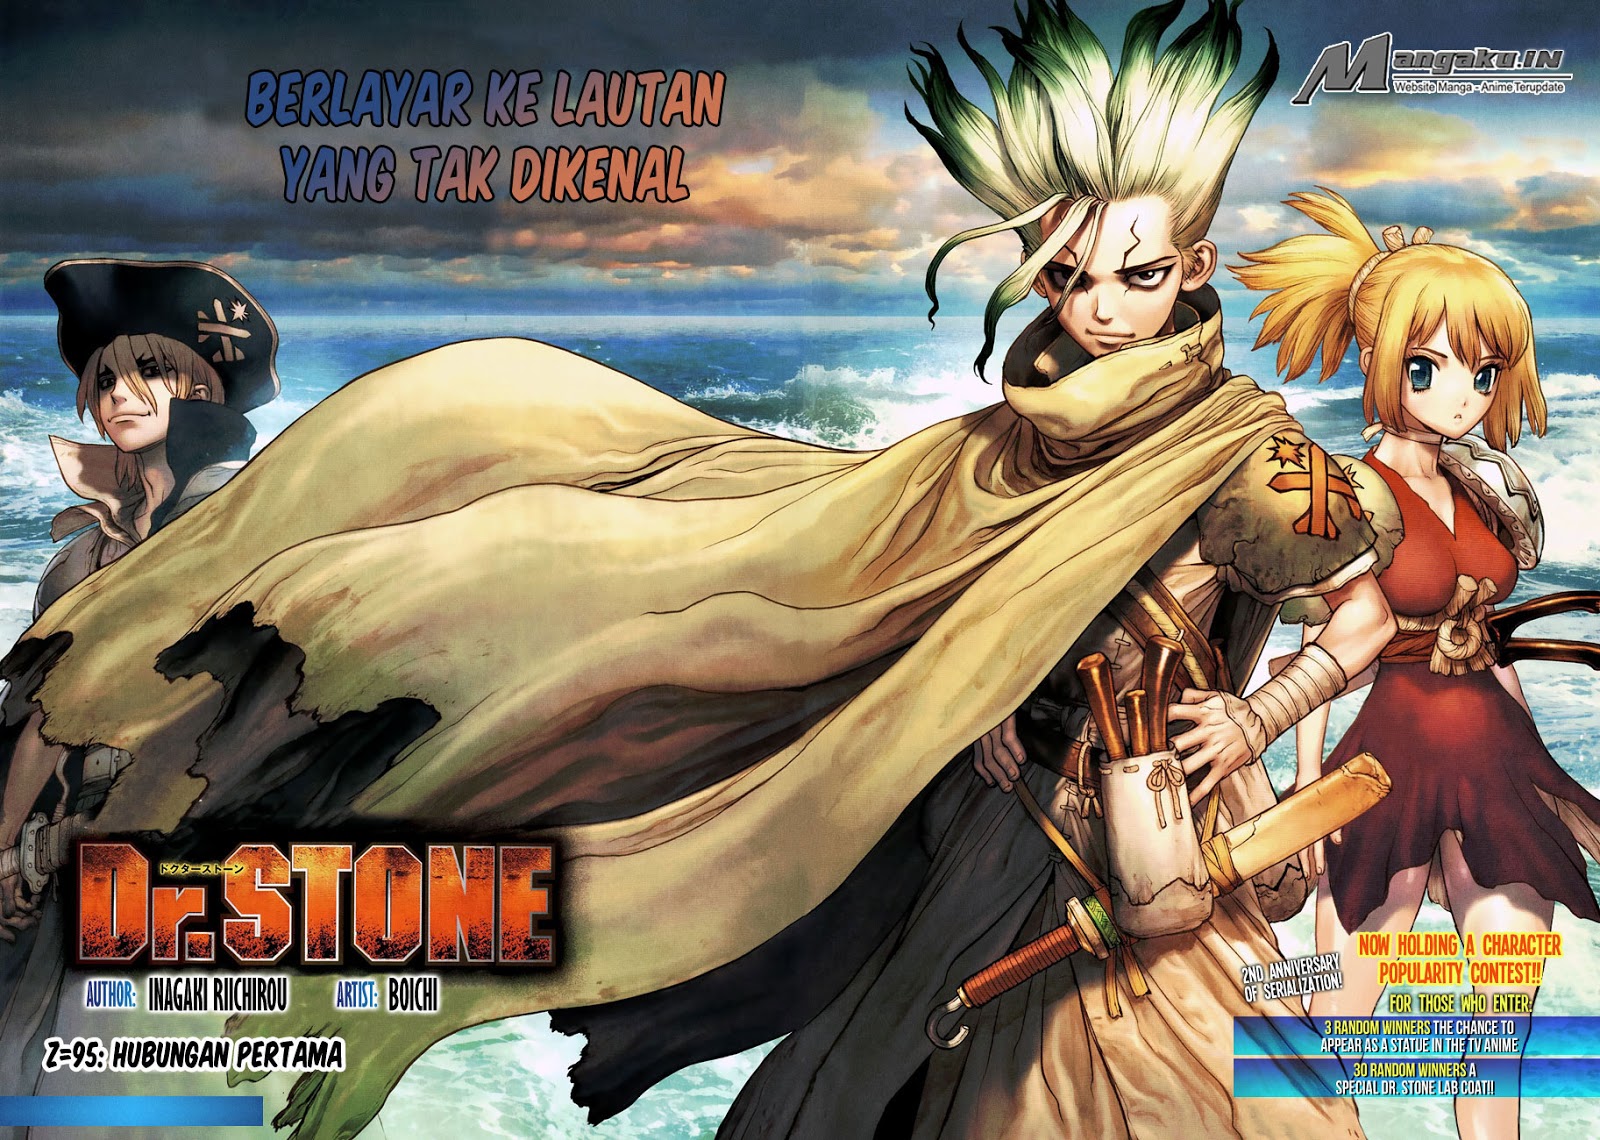 BERLAYAR KE LAUTAN
YANG TAK DIKENAL
Mangaku.IN
Website Manga - Anime Terupdate
Dr.STONE
ドクターストーン
AUTHOR: INAGAKI RIICHIROU ARTIST: BOICHI
Z=95: HUBUNGAN PERTAMA
2ND ANNIVERSARY
OF SERIALIZATION!
NOW HOLDING A CHARACTER
POPULARITY CONTEST!!
FOR THOSE WHO ENTER:
3 RANDOM WINNERS THE CHANCE TO
APPEAR AS A STATUE IN THE TV ANIME
30 RANDOM WINNERS A
SPECIAL DR. STONE LAB COAT!!